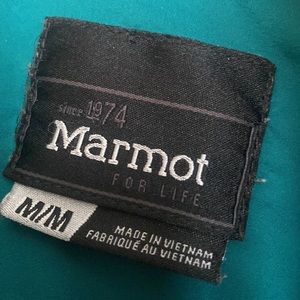 since 1974
Marmot
FOR LIFE
M/M
MADE IN VIETNAM
FABRIQUÉ AU VIETNAM